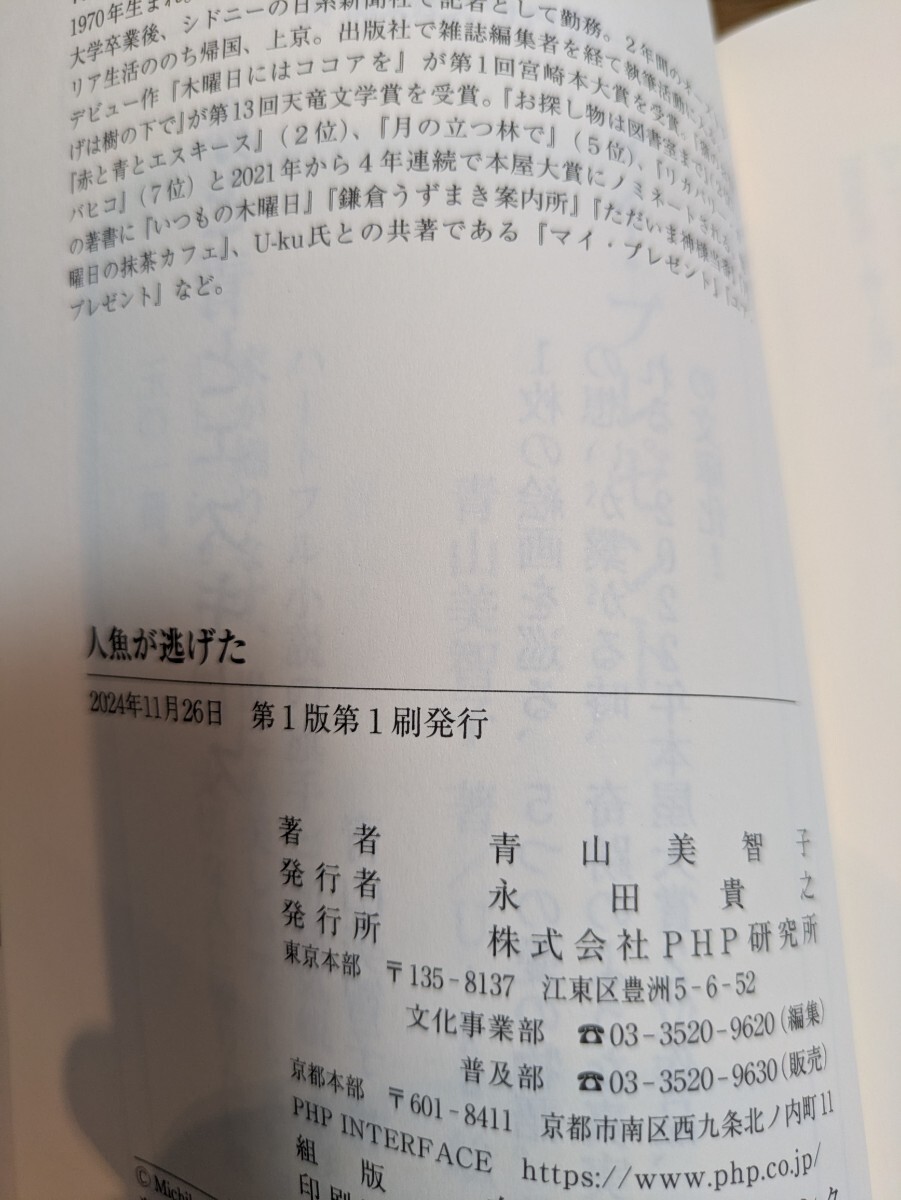 1970年生まれ。
大学卒業後、シドニーの日系新聞社で記者として勤務。2年間のオー
リア生活ののち帰国、上京。出版社で雑誌編集者を経て執筆活動に
デビュー作『木曜日にはココアを』が第1回宮崎本大賞を受賞。『猫の
げは樹の下で』が第13回天竜文学賞を受賞。『お探し物は図書室まで』(2
『赤と青とエスキース』(2位)、『月の立つ林で』(5位)、『リカバリー・
バヒコ』(7位)と2021年から4年連続で本屋大賞にノミネートされる。
の著書に『いつもの木曜日』『鎌倉うずまき案内所』『ただいま神様当番』
曜日の抹茶カフェ』、U-ku氏との共著である『マイ・プレゼント』『ユア・
プレゼント』など。
人魚が逃げた
2024年11月26日 第1版第1刷発行
著者 青山美智子
発行者 永田貴之
発行所 株式会社PHP研究所
東京本部 〒135-8137 江東区豊洲5-6-52
文化事業部 ☎03-3520-9620(編集)
普及部 ☎03-3520-9630(販売)
京都本部 〒601-8411 京都市南区西九条北ノ内町11
PHP INTERFACE https://www.php.co.jp/
組版
印刷
© Michi